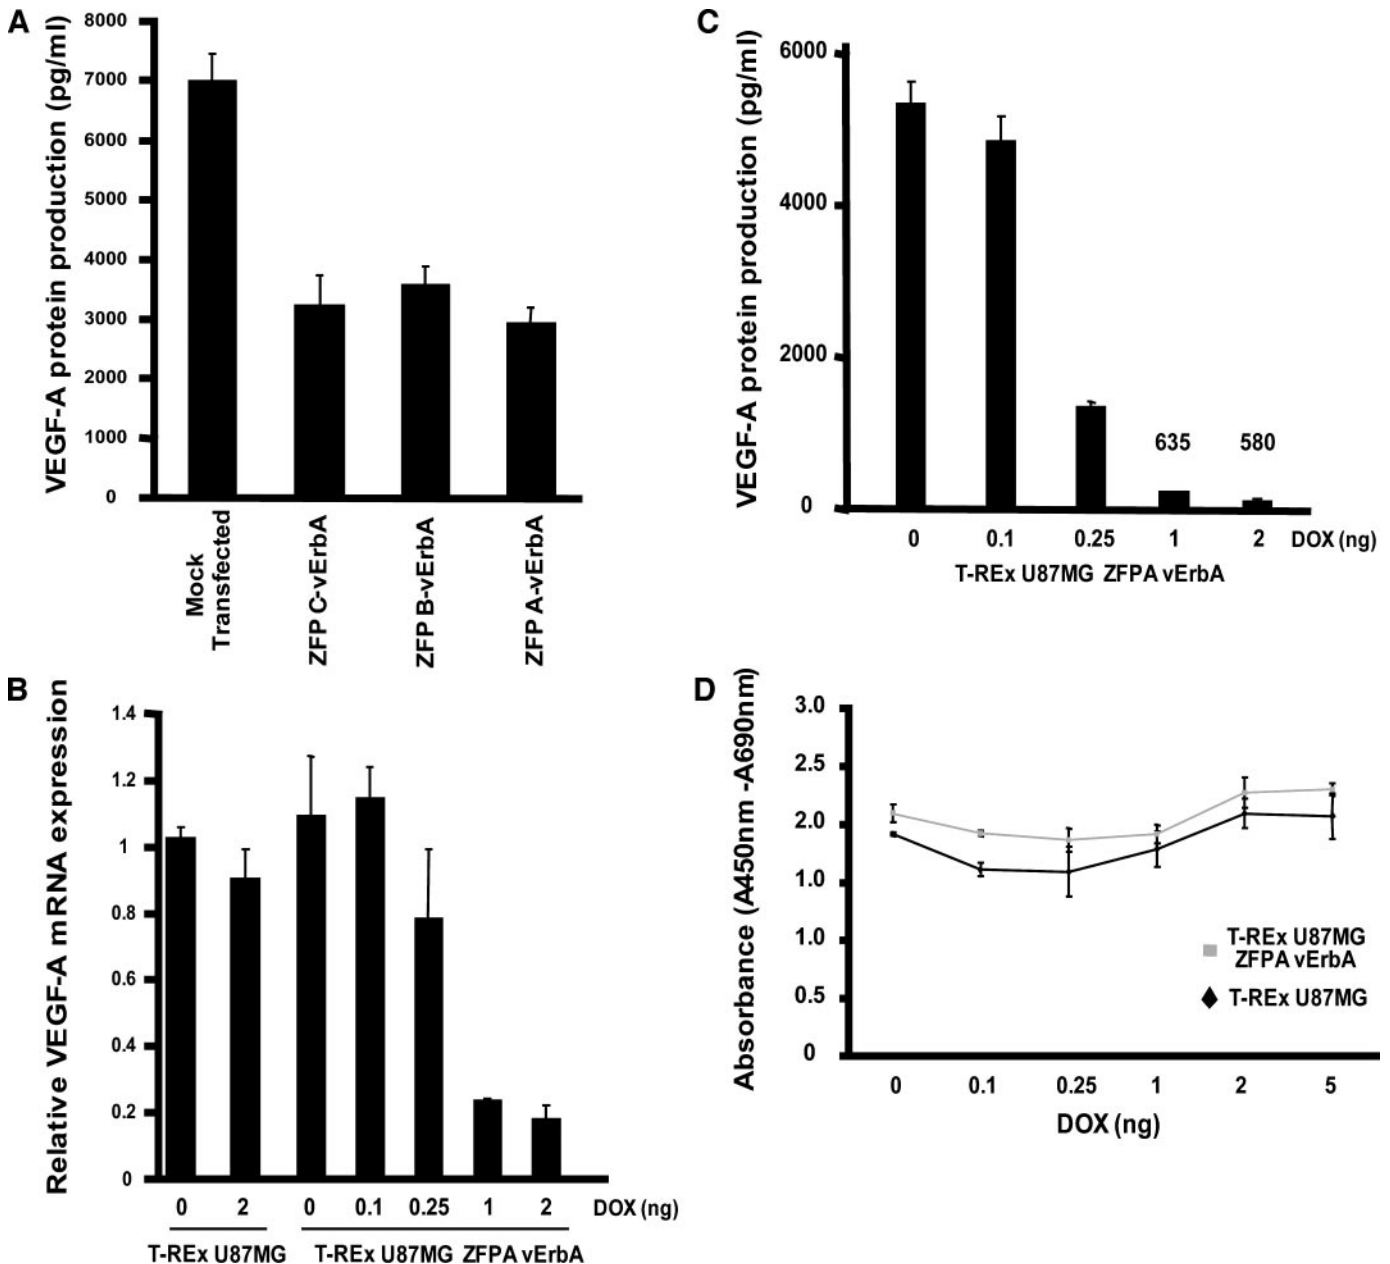 A
VEGF-A protein production (pg/ml)
8000
7000
6000
5000
4000
3000
2000
1000
0
Mock
Transfected
ZFP C-vErbA
ZFP B-vErbA
ZFP A-vErbA
C
VEGF-A protein production (pg/ml)
6000
4000
2000
0
635
580
0 0.1 0.25 1 2 DOX (ng)
T-REx U87MG ZFPA vErbA
B
Relative VEGF-A mRNA expression
1.4
1.2
1
0.8
0.6
0.4
0.2
0
0 2 0 0.1 0.25 1 2 DOX (ng)
T-REx U87MG T-REx U87MG ZFPA vErbA
D
Absorbance (A450nm -A690nm)
3.0
2.5
2.0
1.0
1.0
0.5
0
T-REx U87MG
ZFPA vErbA
T-REx U87MG
0 0.1 0.25 1 2 5
DOX (ng)